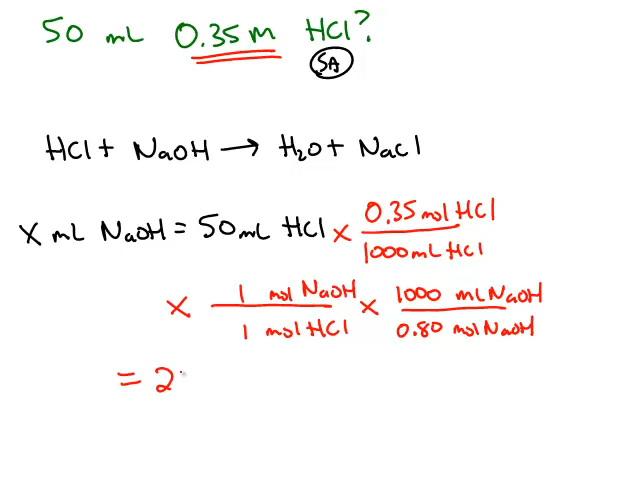 50 mL 0.35 M HCl?
SA
HCl + NaOH → H₂O + NaCl
x mL NaOH = 50 mL HCl × 0.35 mol HCl / 1000 mL HCl
× 1 mol NaOH / 1 mol HCl × 1000 mL NaOH / 0.80 mol NaOH
= 2